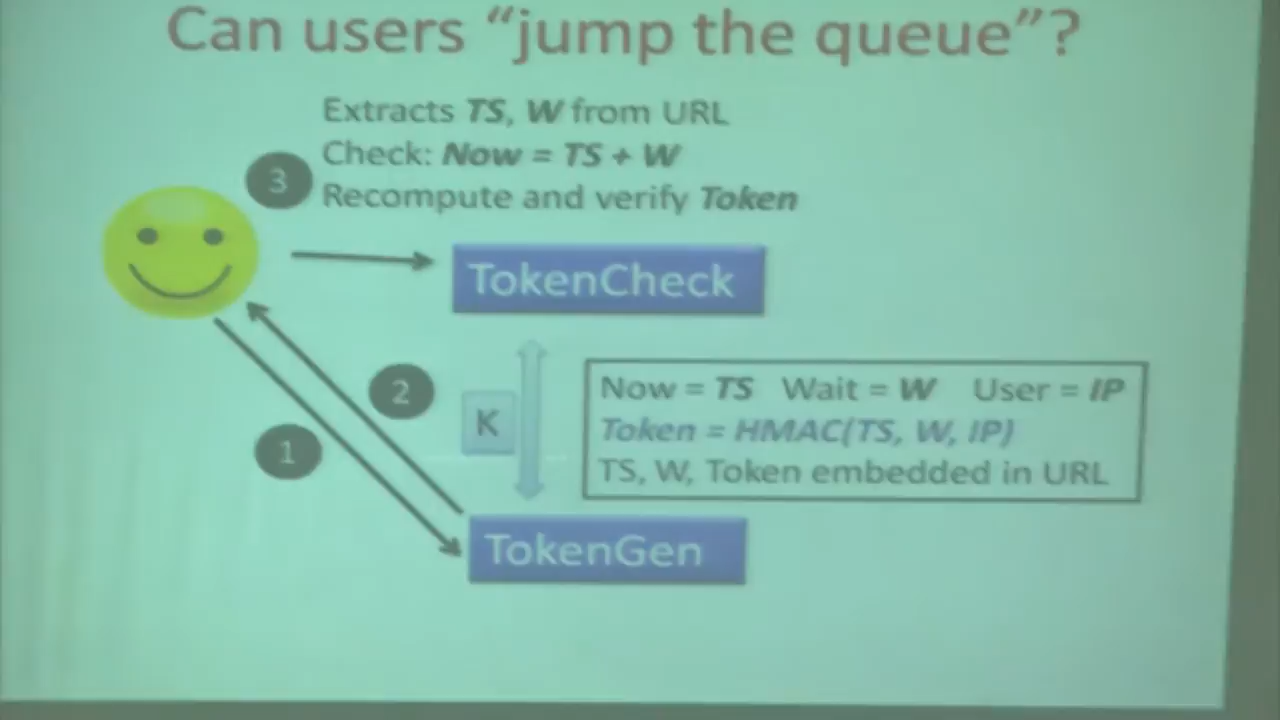 Can users “jump the queue”?
Extracts TS, W from URL
Check: Now = TS + W
Recompute and verify Token
3
TokenCheck
2
K
1
Now = TS Wait = W User = IP
Token = HMAC(TS, W, IP)
TS, W, Token embedded in URL
TokenGen